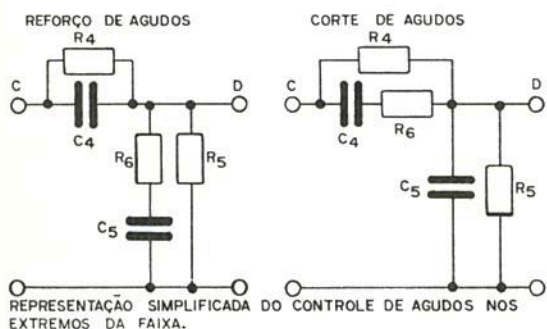 REFORÇO DE AGUDOS
R4
C
D
C4
R6
R5
C5
CORTE DE AGUDOS
R4
C
D
C4
R6
C5
R5
REPRESENTAÇÃO SIMPLIFICADA DO CONTROLE DE AGUDOS NOS
EXTREMOS DA FAIXA.